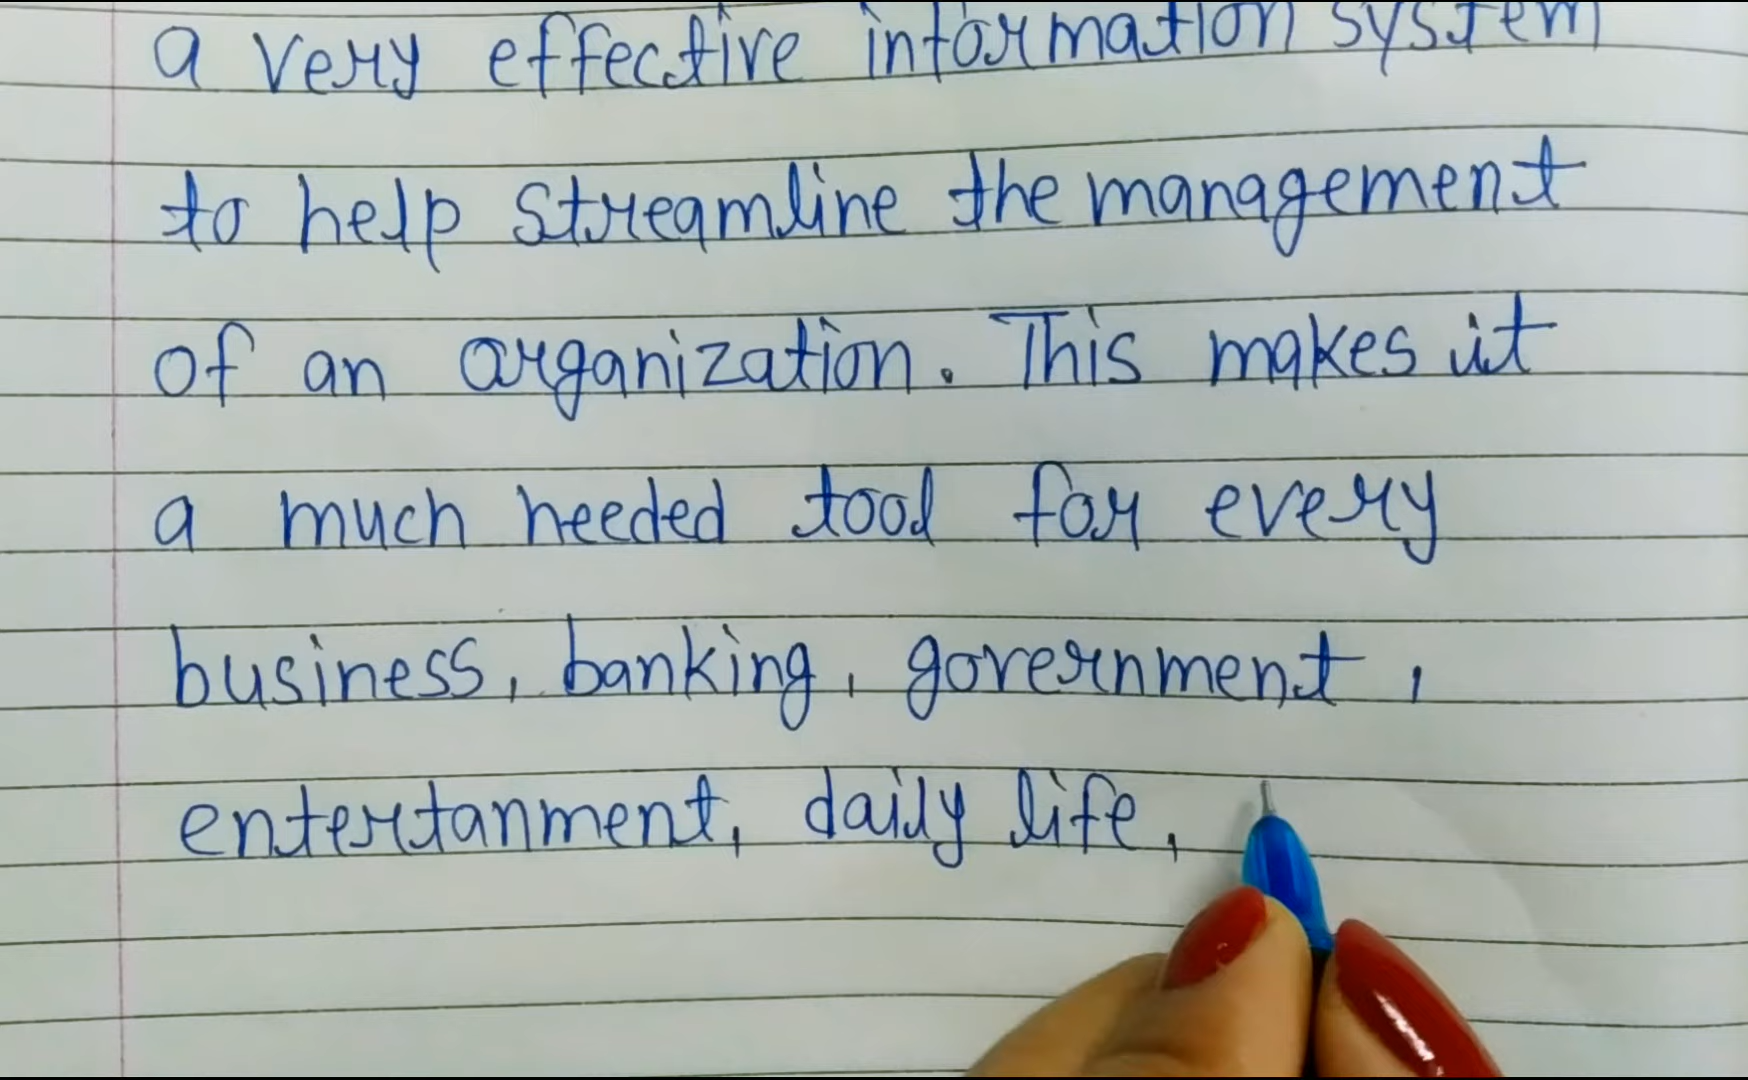 a very effective information system
to help streamline the management
of an organization. This makes it
a much needed tool for every
business, banking, government,
entertanment, daily life,